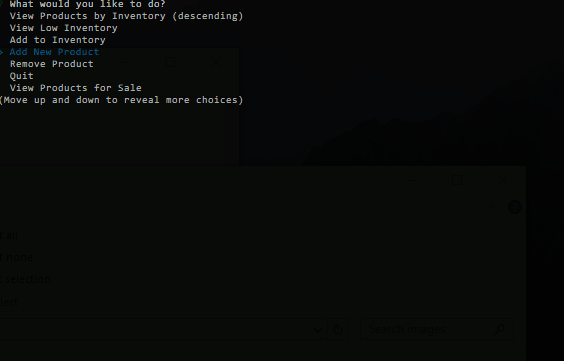 What would you like to do?
View Products by Inventory (descending)
View Low Inventory
Add to Inventory
> Add New Product
Remove Product
Quit
View Products for Sale
(Move up and down to reveal more choices)